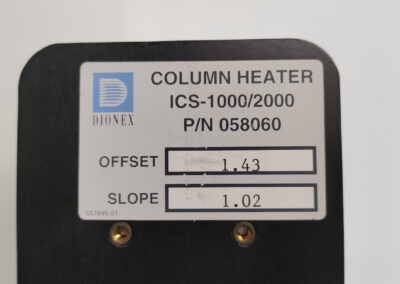 COLUMN HEATER
ICS-1000/2000
P/N 058060
DIONEX
OFFSET 1.43
SLOPE 1.02
057895-01